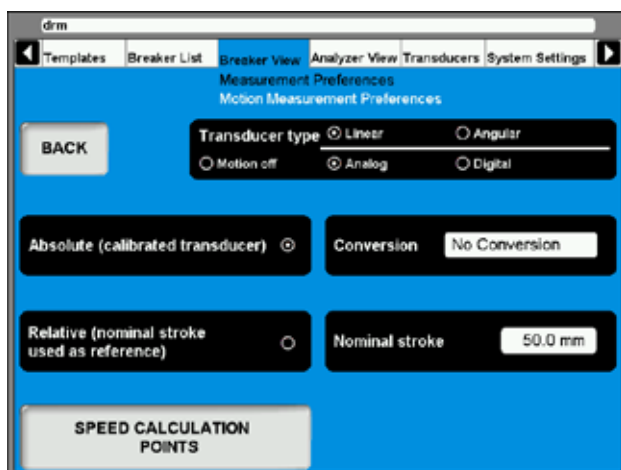 drm
Templates Breaker List Breaker View Analyzer View Transducers System Settings
Measurement Preferences
Motion Measurement Preferences
BACK
Transducer type Linear Angular
Motion off Analog Digital
Absolute (calibrated transducer)
Conversion No Conversion
Relative (nominal stroke
used as reference)
Nominal stroke 50.0 mm
SPEED CALCULATION
POINTS